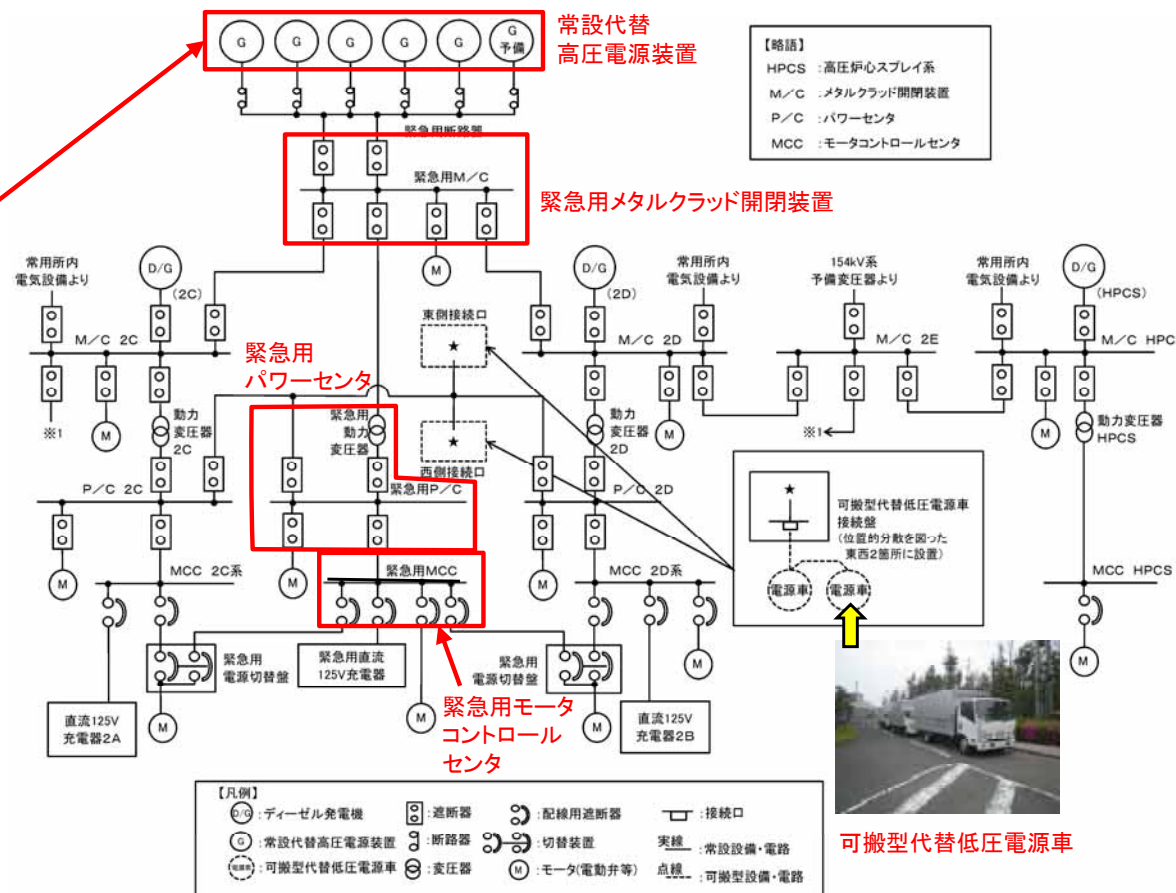 G
G
G
G
G
G
予備
常設代替
高圧電源装置
【略語】
HPCS :高圧炉心スプレイ系
M/C :メタルクラッド開閉装置
P/C :パワーセンタ
MCC :モータコントロールセンタ
緊急用断路器
緊急用M/C
緊急用メタルクラッド開閉装置
常用所内
電気設備より
D/G
(2C)
M
D/G
(2D)
常用所内
電気設備より
154kV系
予備変圧器より
常用所内
電気設備より
D/G
(HPCS)
東側接続口
★
M/C 2C
M/C 2D
M/C 2E
M/C HPC
緊急用
パワーセンタ
※1
M
動力
変圧器
2C
緊急用
動力
変圧器
★
西側接続口
動力
変圧器
2D
M
※1
M
動力変圧器
HPCS
P/C 2C
緊急用P/C
P/C 2D
★
可搬型代替低圧電源車
接続盤
(位置的分散を図った
東西2箇所に設置)
電源車
電源車
M
MCC 2C系
M
緊急用MCC
M
MCC 2D系
MCC HPCS
緊急用
電源切替盤
緊急用直流
125V充電器
緊急用
電源切替盤
M
M
直流125V
充電器2A
M
M
緊急用モータ
コントロール
センタ
M
直流125V
充電器2B
【凡例】
D/G :ディーゼル発電機
:遮断器
:配線用遮断器
:接続口
G :常設代替高圧電源装置
:断路器
:切替装置
実線 :常設設備・電路
電源車 :可搬型代替低圧電源車
:変圧器
M :モータ(電動弁等)
点線 :可搬型設備・電路
可搬型代替低圧電源車